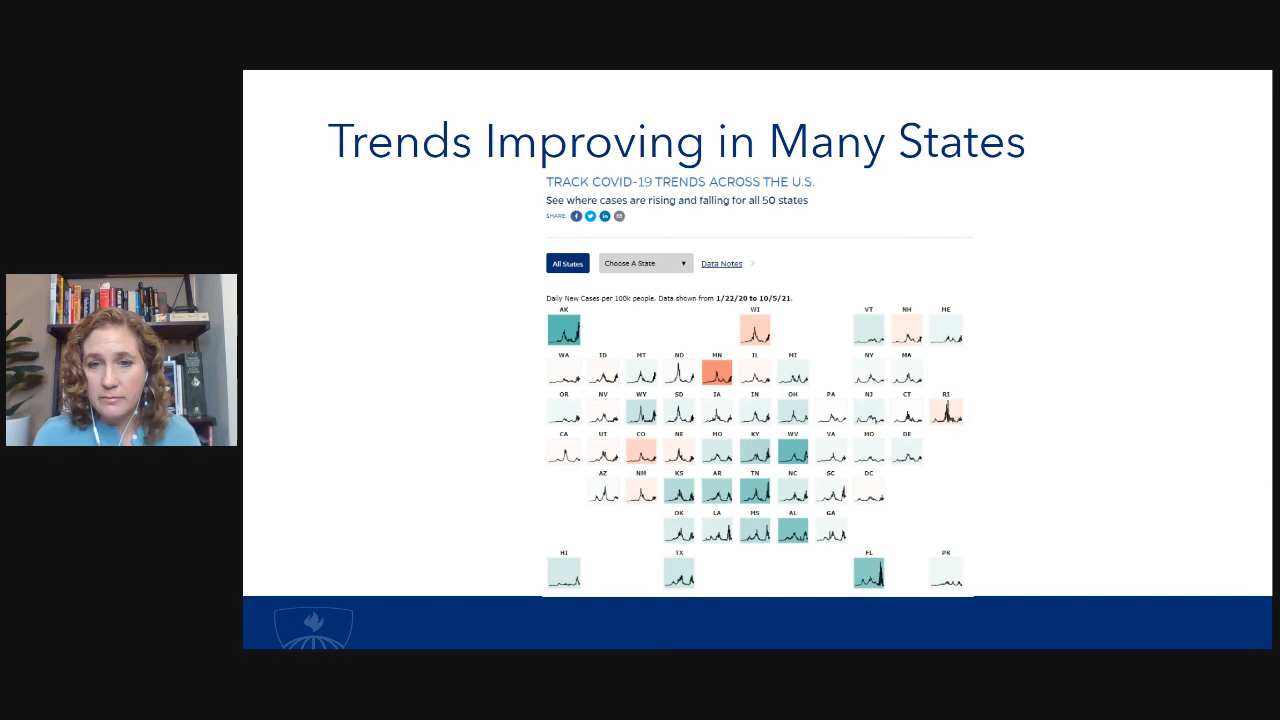 Trends Improving in Many States
TRACK COVID-19 TRENDS ACROSS THE U.S.
See where cases are rising and falling for all 50 states
SHARE:
All States Choose A State ▼ Data Notes >
Daily New Cases per 100k people. Data shown from 1/22/20 to 10/5/21.
AK WI VT NH ME
WA ID MT ND MN IL MI NY MA
OR NV WY SD IA IN OH PA NJ CT RI
CA UT CO NE MO KY WV VA MD DE
AZ NM KS AR TN NC SC DC
OK LA MS AL GA
HI TX FL PR